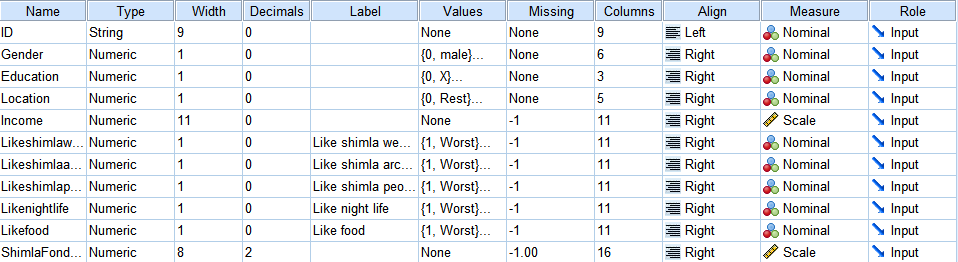 Name Type Width Decimals Label Values Missing Columns Align Measure Role
ID String 9 0 None None 9 Left Nominal Input
Gender Numeric 1 0 {0, male}... None 6 Right Nominal Input
Education Numeric 1 0 {0, X}... None 3 Right Nominal Input
Location Numeric 1 0 {0, Rest}... None 5 Right Nominal Input
Income Numeric 11 0 None -1 11 Right Scale Input
Likeshimlaw... Numeric 1 0 Like shimla we... {1, Worst}... -1 11 Right Nominal Input
Likeshimlaa... Numeric 1 0 Like shimla arc... {1, Worst}... -1 11 Right Nominal Input
Likeshimlap... Numeric 1 0 Like shimla peo... {1, Worst}... -1 11 Right Nominal Input
Likenightlife Numeric 1 0 Like night life {1, Worst}... -1 11 Right Nominal Input
Likefood Numeric 1 0 Like food {1, Worst}... -1 11 Right Nominal Input
ShimlaFond... Numeric 8 2 None -1.00 16 Right Scale Input